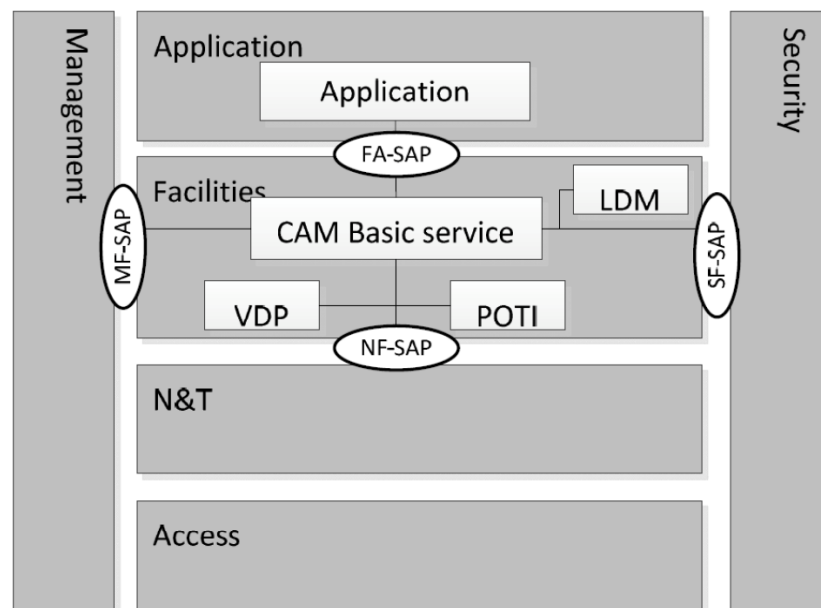 Management
Application
Application
FA-SAP
Facilities
LDM
CAM Basic service
MF-SAP
SF-SAP
VDP
POTI
NF-SAP
N&T
Access
Security